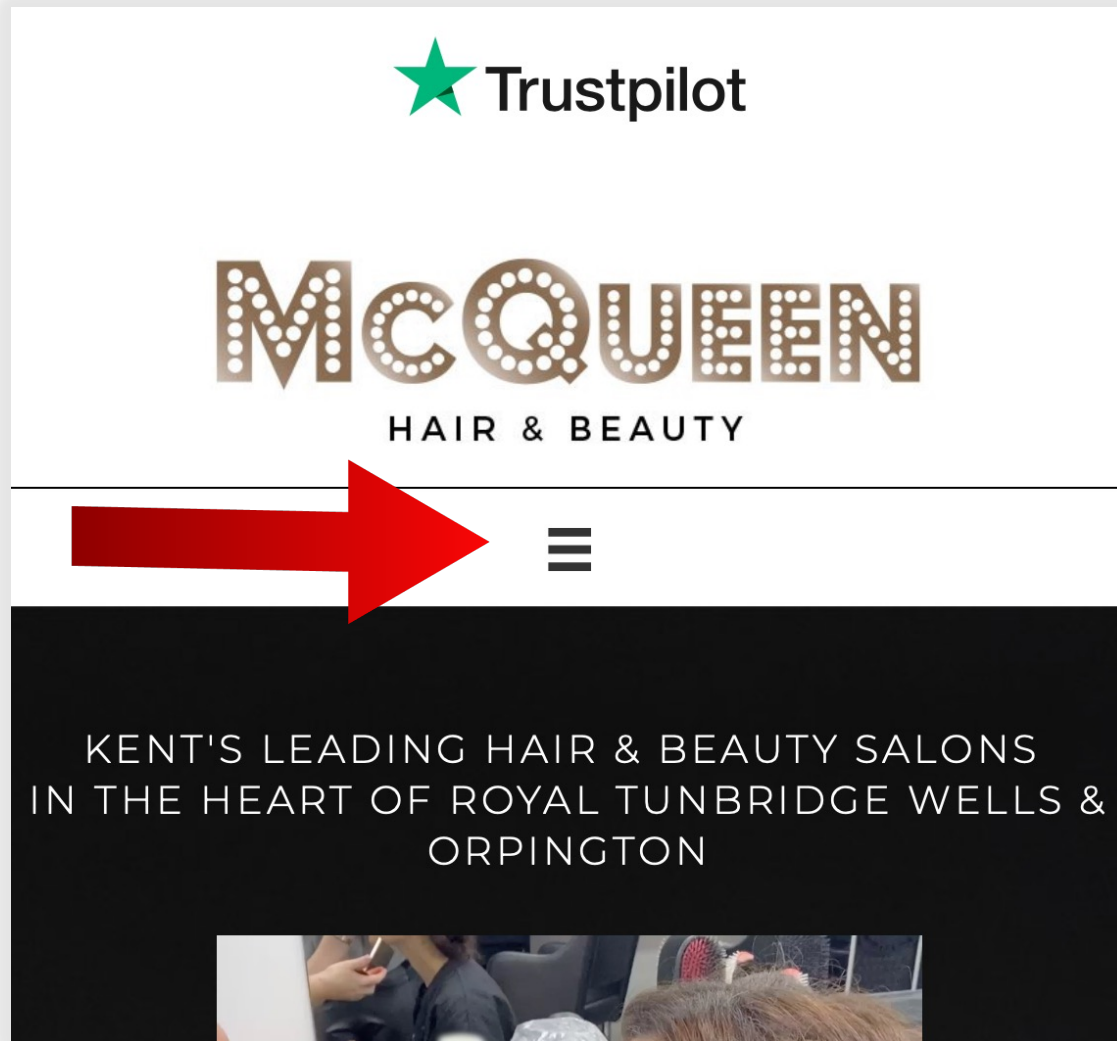 Trustpilot
McQUEEN
HAIR & BEAUTY
KENT'S LEADING HAIR & BEAUTY SALONS
IN THE HEART OF ROYAL TUNBRIDGE WELLS &
ORPINGTON